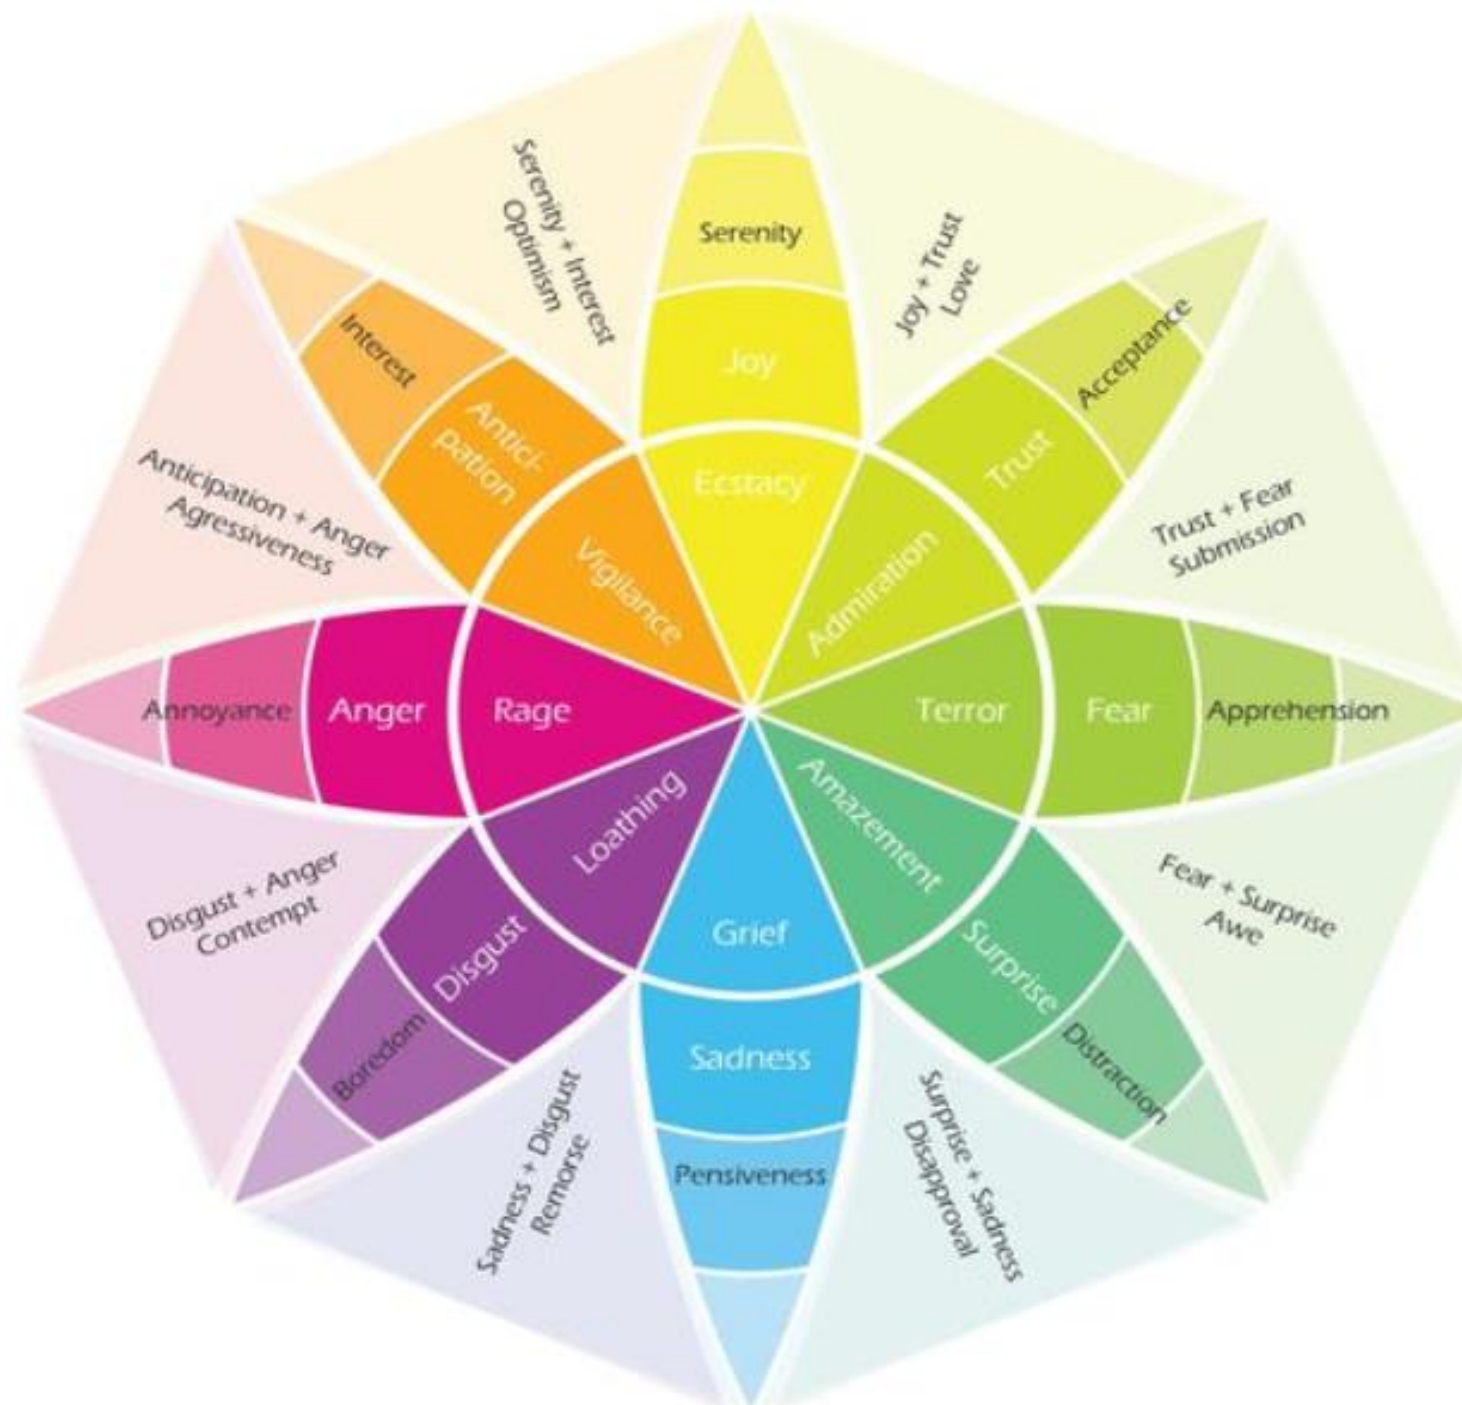 Serenity + Interest
Optimism
Serenity
Joy
Ecstacy
Joy + Trust
Love
Acceptance
Trust
Admiration
Trust + Fear
Submission
Terror
Fear
Apprehension
Fear + Surprise
Awe
Amazement
Surprise
Distraction
Surprise + Sadness
Disapproval
Grief
Sadness
Pensiveness
Sadness + Disgust
Remorse
Loathing
Disgust
Boredom
Disgust + Anger
Contempt
Annoyance
Anger
Rage
Anticipation + Anger
Agressiveness
Interest
Antici-
pation
Vigilance